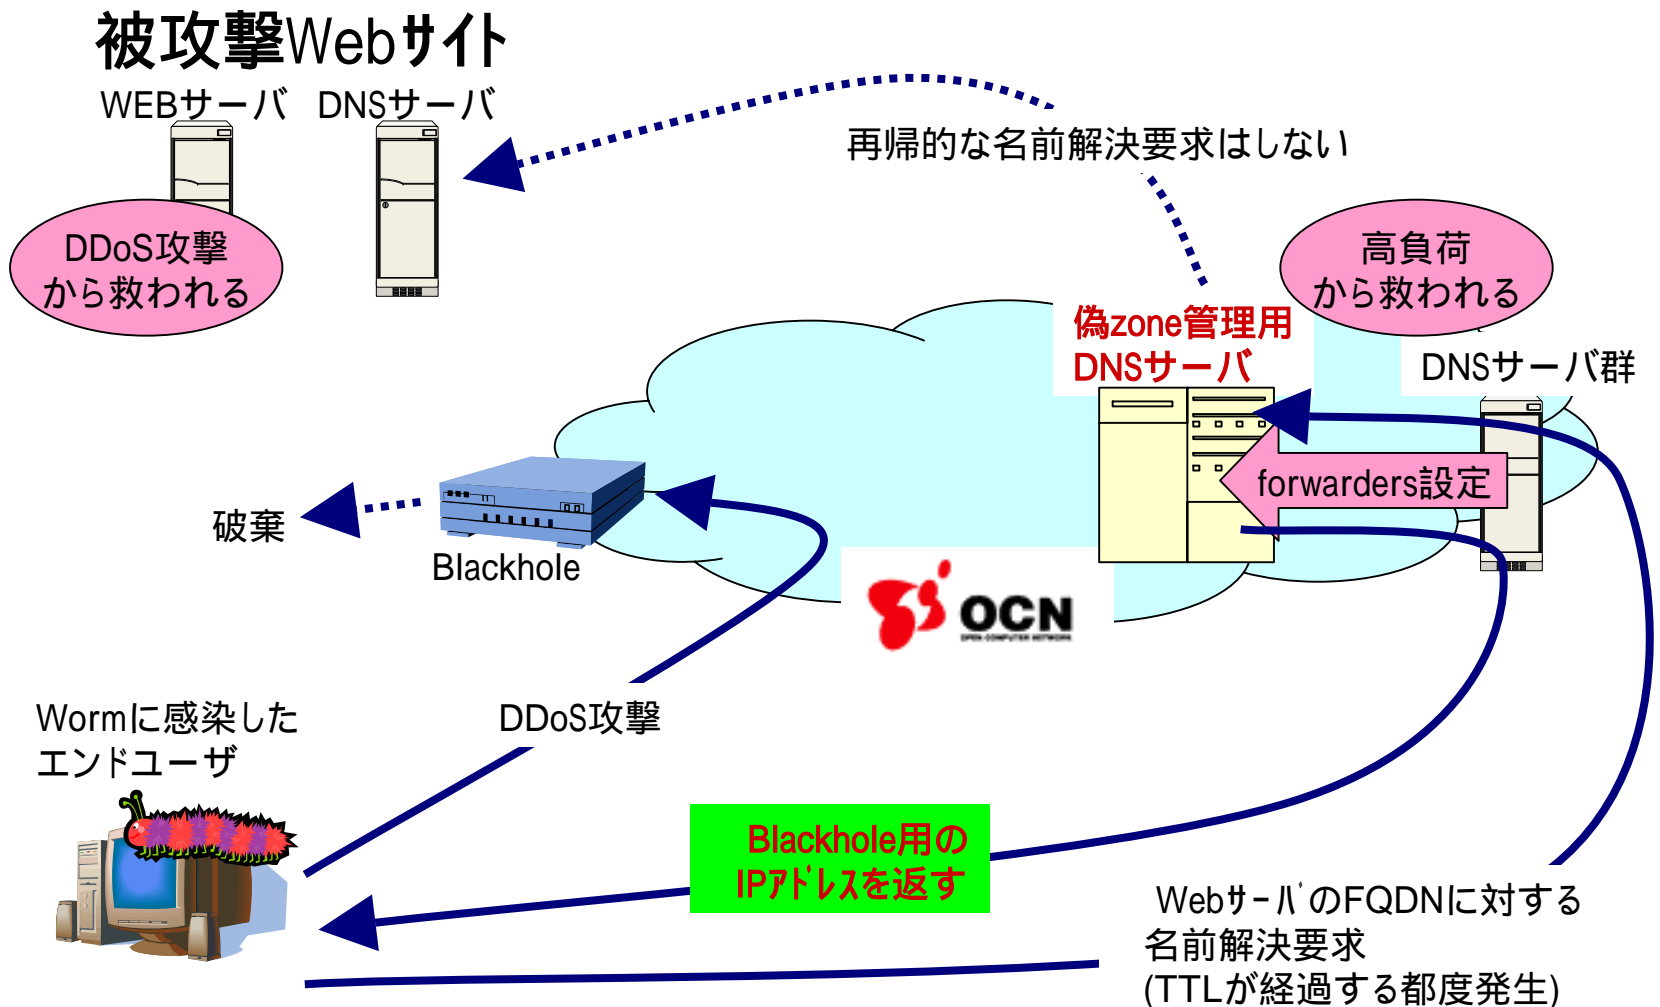 被攻撃Webサイト
WEBサーバ DNSサーバ
再帰的な名前解決要求はしない
DDoS攻撃
から救われる
高負荷
から救われる
偽zone管理用
DNSサーバ
DNSサーバ群
forwarders設定
破棄
Blackhole
OCN
OPEN COMPUTER NETWORK
Wormに感染した
エンドユーザ
DDoS攻撃
Blackhole用の
IPアドレスを返す
WebサーバのFQDNに対する
名前解決要求
(TTLが経過する都度発生)